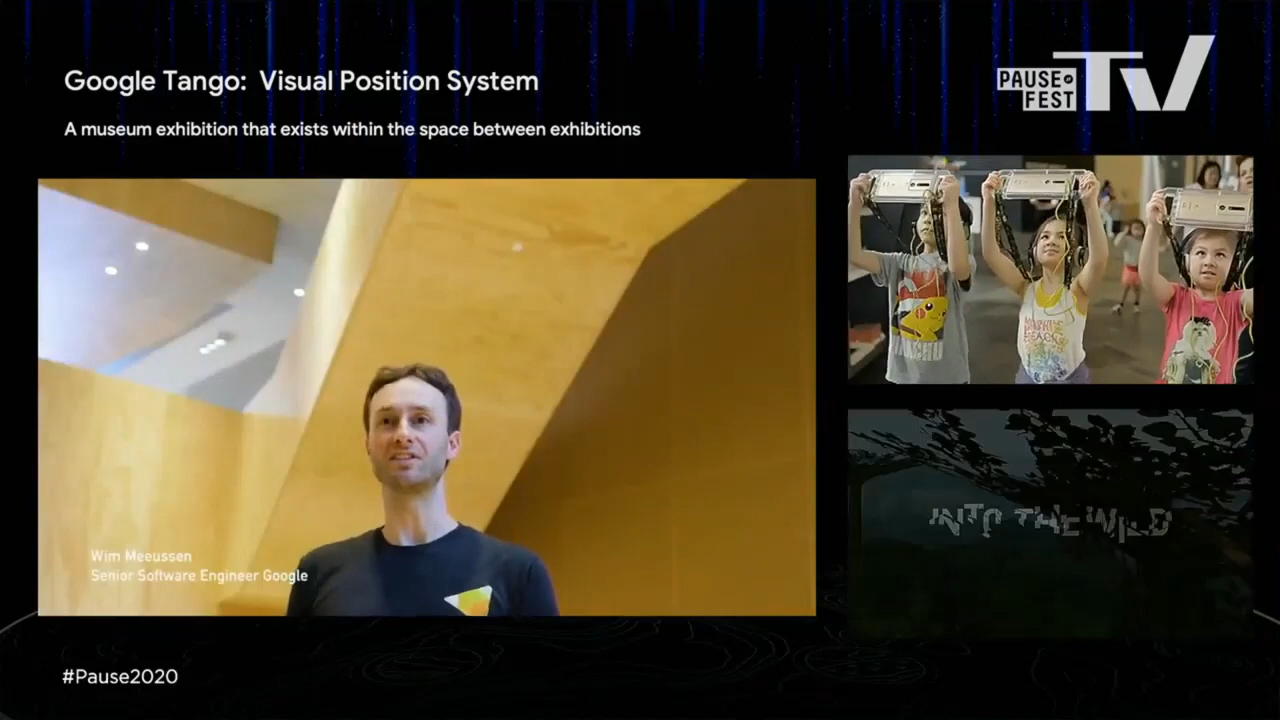 Google Tango: Visual Position System
A museum exhibition that exists within the space between exhibitions
PAUSE
FEST
TV
Wim Meeussen
Senior Software Engineer Google
INTO THE WILD
#Pause2020